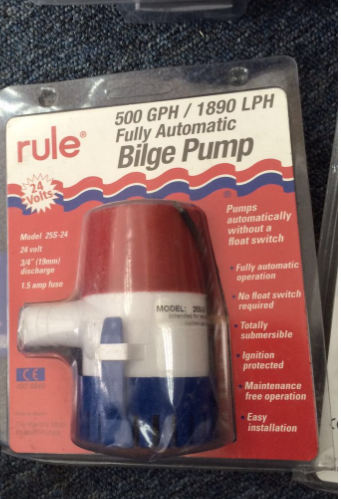 500 GPH / 1890 LPH
Fully Automatic
Bilge Pump
rule®
24
Volts
Model 25S-24
24 volt
3/4" (19mm)
discharge
1.5 amp fuse
Pumps
automatically
without a
float switch
• Fully automatic
operation
• No float switch
required
• Totally
submersible
• Ignition
protected
• Maintenance
free operation
• Easy
installation
MODEL:
CE